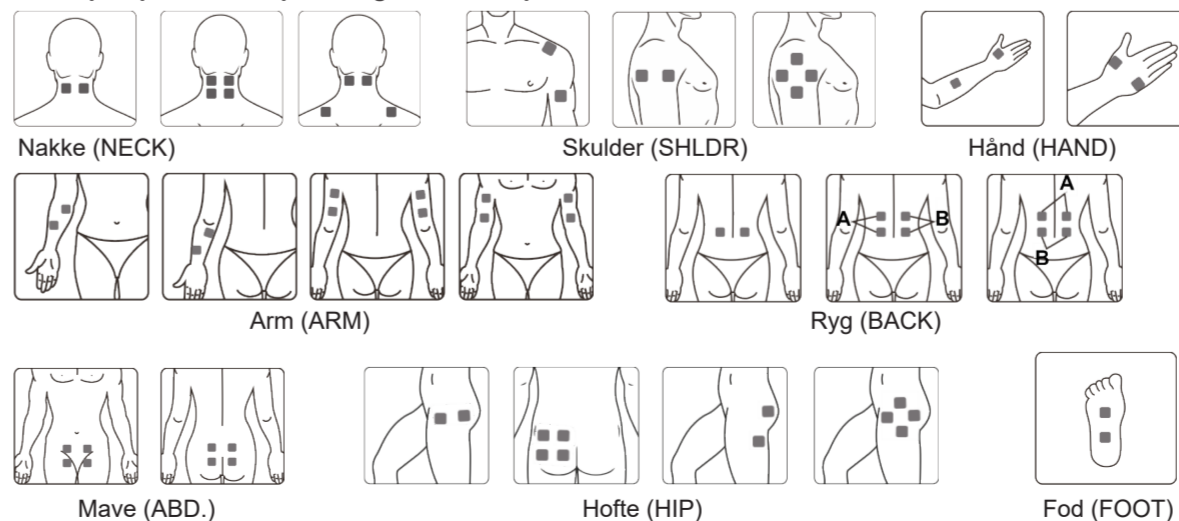 Nakke (NECK)
Skulder (SHLDR)
Hånd (HAND)
A
B
A
B
Arm (ARM)
Ryg (BACK)
Mave (ABD.)
Hofte (HIP)
Fod (FOOT)